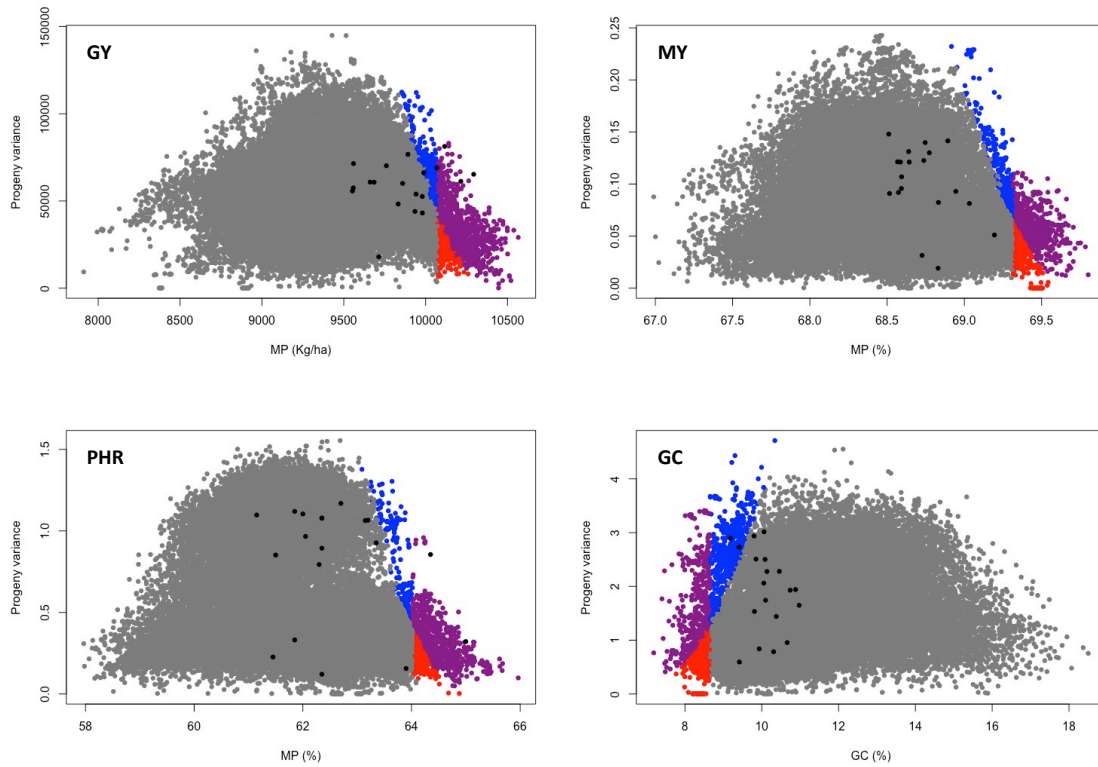 GY
Progeny variance
0 50000 100000 150000
8000 8500 9000 9500 10000 10500
MP (Kg/ha)
MY
Progeny variance
0.00 0.05 0.10 0.15 0.20 0.25
67.0 67.5 68.0 68.5 69.0 69.5
MP (%)
PHR
Progeny variance
0.0 0.5 1.0 1.5
58 60 62 64 66
MP (%)
GC
Progeny variance
0 1 2 3 4
8 10 12 14 16 18
GC (%)